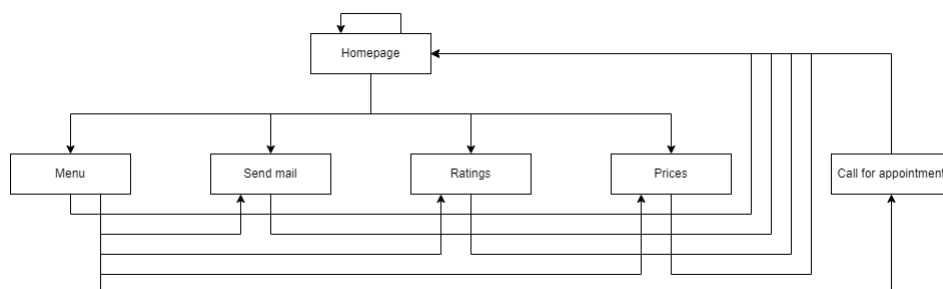 Homepage
Menu
Send mail
Ratings
Prices
Call for appointment